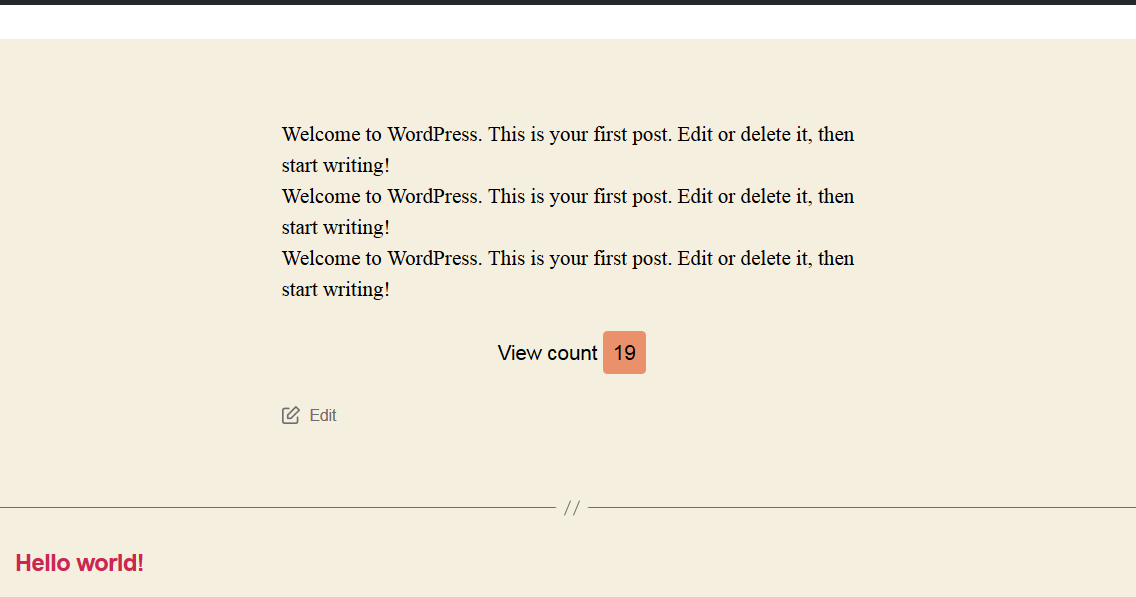 Welcome to WordPress. This is your first post. Edit or delete it, then
start writing!
Welcome to WordPress. This is your first post. Edit or delete it, then
start writing!
Welcome to WordPress. This is your first post. Edit or delete it, then
start writing!
View count 19
Edit
//
Hello world!